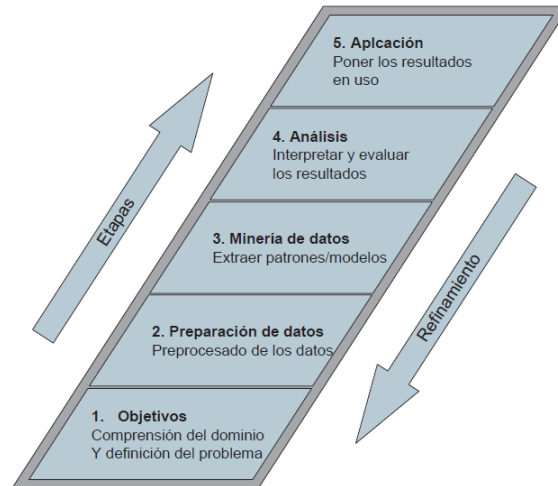 5. Aplcación
Poner los resultados
en uso
4. Análisis
Interpretar y evaluar
los resultados
Etapas
3. Minería de datos
Extraer patrones/modelos
Refinamiento
2. Preparación de datos
Preprocesado de los datos
1. Objetivos
Comprensión del dominio
Y definición del problema